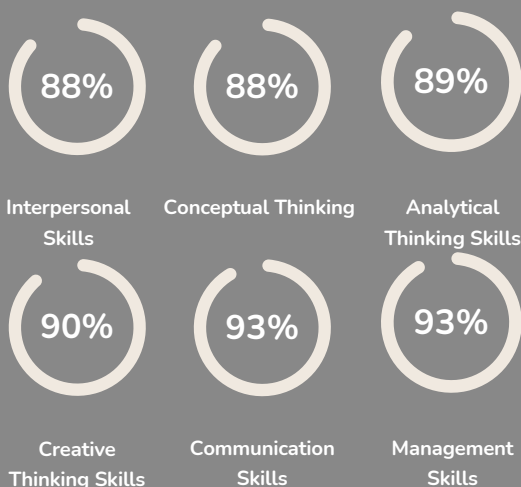 88%
88%
89%
Interpersonal
Skills
Conceptual Thinking
Analytical
Thinking Skills
90%
93%
93%
Creative
Thinking Skills
Communication
Skills
Management
Skills